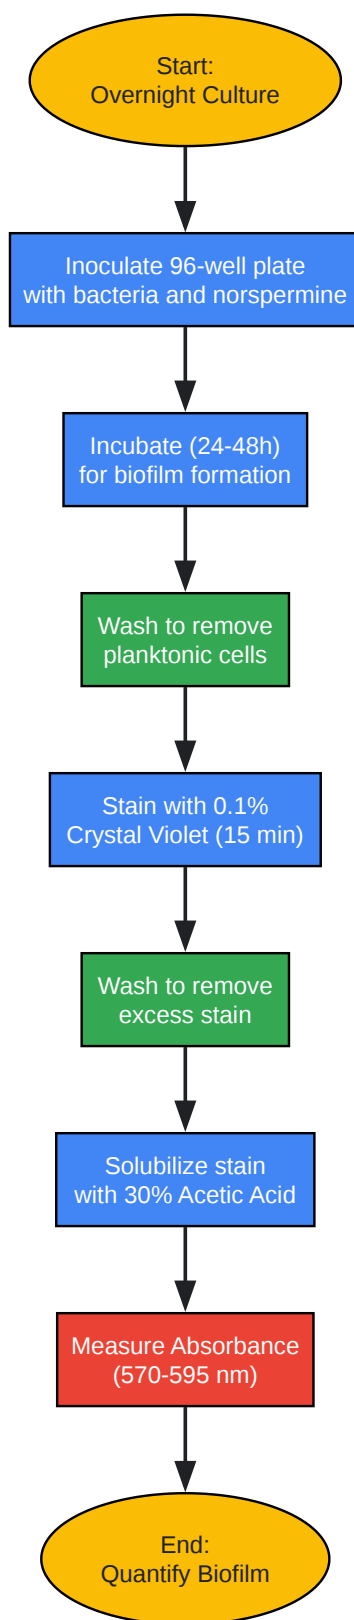 Start:
Overnight Culture
Inoculate 96-well plate
with bacteria and norspermine
Incubate (24-48h)
for biofilm formation
Wash to remove
planktonic cells
Stain with 0.1%
Crystal Violet (15 min)
Wash to remove
excess stain
Solubilize stain
with 30% Acetic Acid
Measure Absorbance
(570-595 nm)
End:
Quantify Biofilm